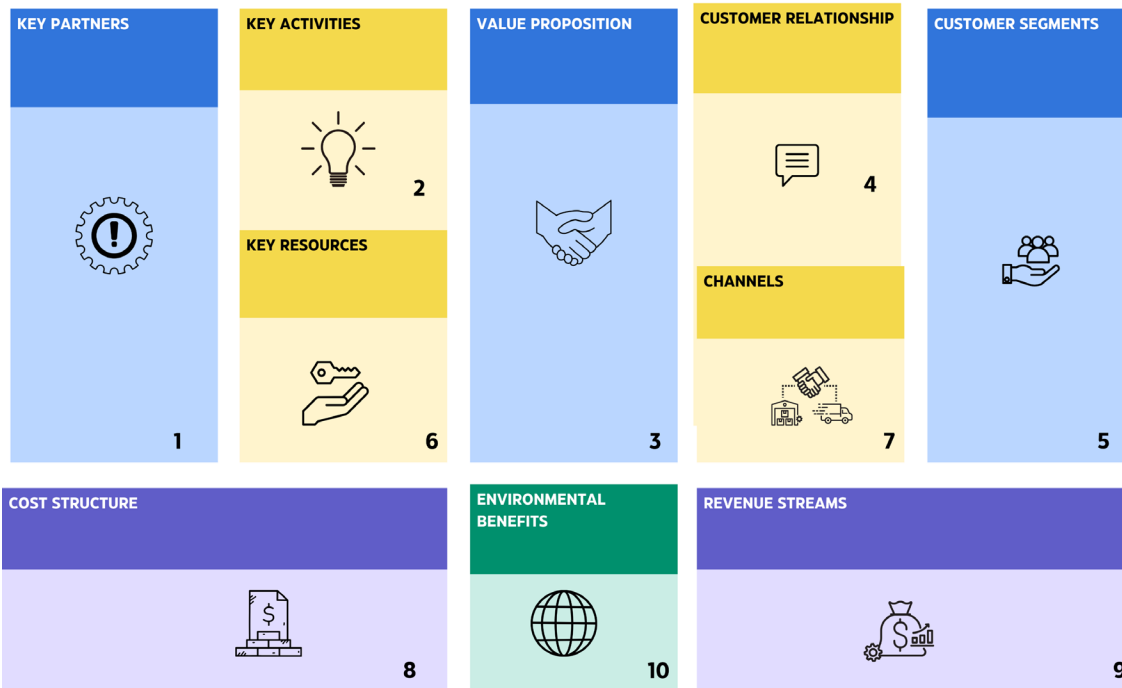 KEY PARTNERS
1
KEY ACTIVITIES
2
KEY RESOURCES
6
VALUE PROPOSITION
3
CUSTOMER RELATIONSHIP
4
CHANNELS
7
CUSTOMER SEGMENTS
5
COST STRUCTURE
$
8
ENVIRONMENTAL
BENEFITS
10
REVENUE STREAMS
$
9